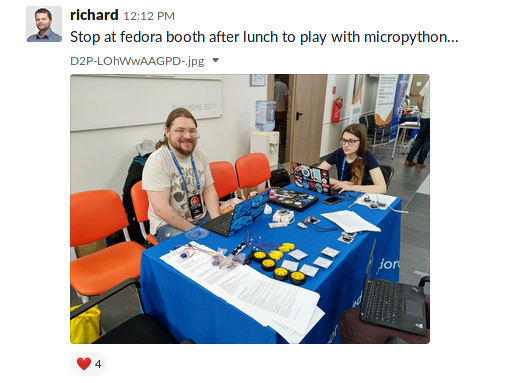 richard 12:12 PM
Stop at fedora booth after lunch to play with micropython...
D2P-LOhWwAAGPD-.jpg
4